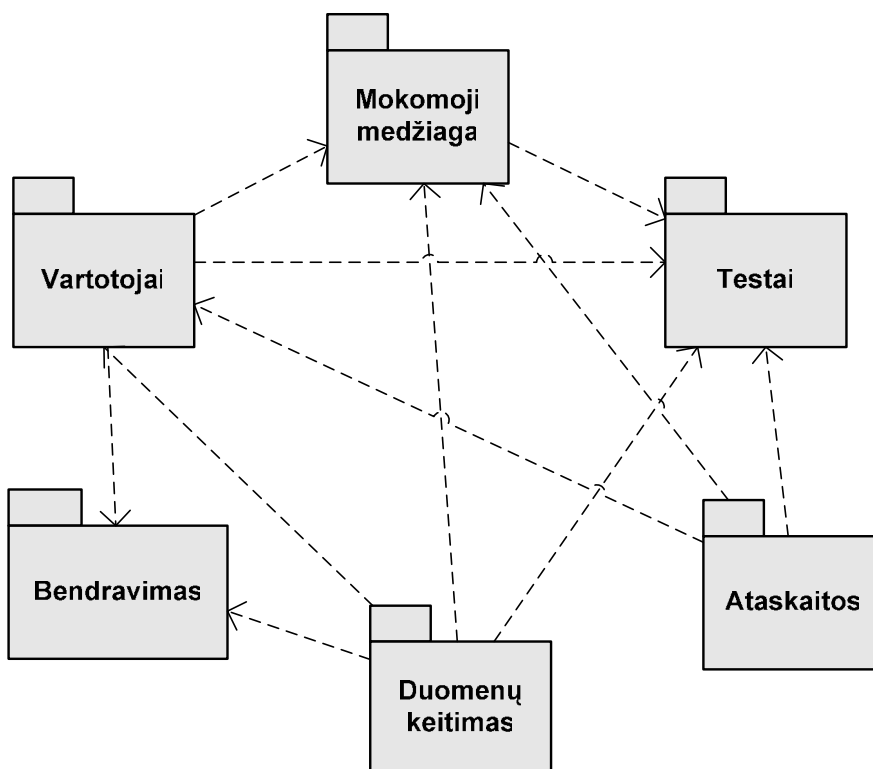 Mokomoji
medžiaga
Vartotojai
Testai
Bendravimas
Ataskaitos
Duomenų
keitimas